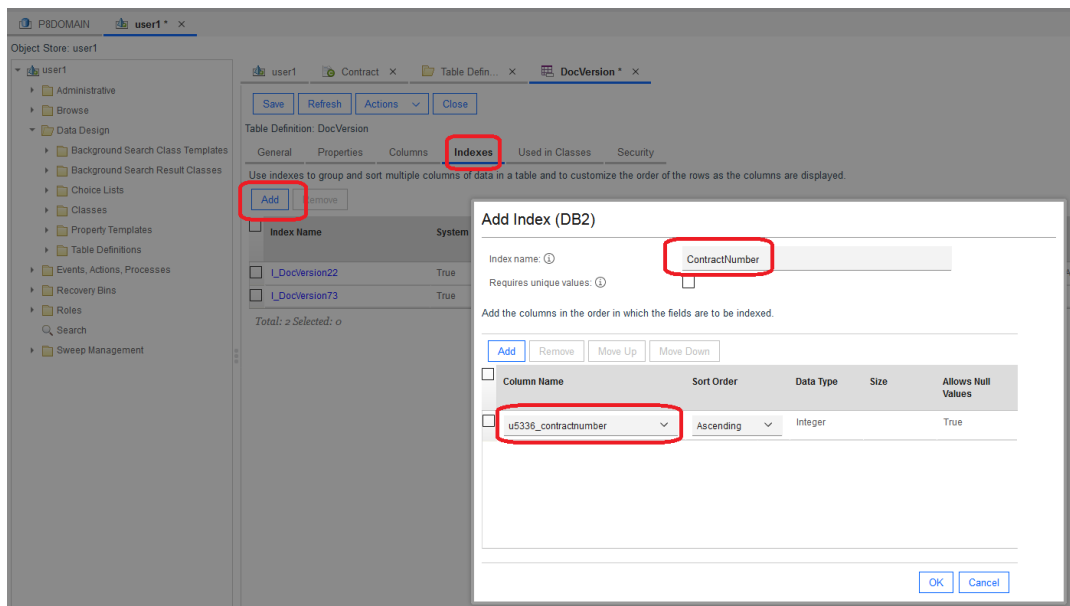 P8DOMAIN user1 * ×
Object Store: user1
user1
Administrative
Browse
Data Design
Background Search Class Templates
Background Search Result Classes
Choice Lists
Classes
Property Templates
Table Definitions
Events, Actions, Processes
Recovery Bins
Roles
Search
Sweep Management
user1 Contract × Table Defin... × DocVersion * ×
Save Refresh Actions Close
Table Definition: DocVersion
General Properties Columns Indexes Used in Classes Security
Use indexes to group and sort multiple columns of data in a table and to customize the order of the rows as the columns are displayed.
Add Remove
Index Name System
I_DocVersion22 True
I_DocVersion73 True
Total: 2 Selected: 0
Add Index (DB2)
Index name: ContractNumber
Requires unique values:
Add the columns in the order in which the fields are to be indexed.
Add Remove Move Up Move Down
Column Name Sort Order Data Type Size Allows Null
Values
u5336_contractnumber Ascending Integer True
OK Cancel